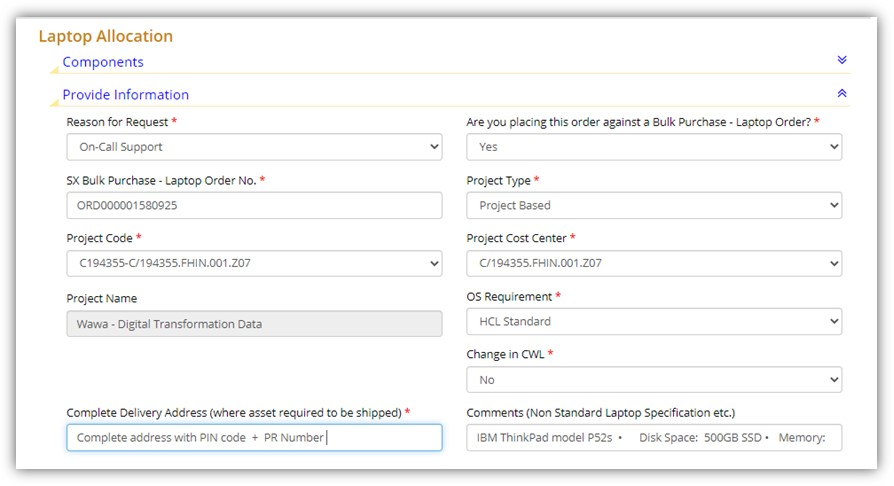 Laptop Allocation
Components
Provide Information
Reason for Request *
Are you placing this order against a Bulk Purchase - Laptop Order? *
On-Call Support
Yes
SX Bulk Purchase - Laptop Order No. *
Project Type *
ORD000001580925
Project Based
Project Code *
Project Cost Center *
C194355-C/194355.FHIN.001.Z07
C/194355.FHIN.001.Z07
Project Name
OS Requirement *
Wawa - Digital Transformation Data
HCL Standard
Change in CWL *
No
Complete Delivery Address (where asset required to be shipped) *
Comments (Non Standard Laptop Specification etc.)
Complete address with PIN code + PR Number
IBM ThinkPad model P52s • Disk Space: 500GB SSD • Memory: